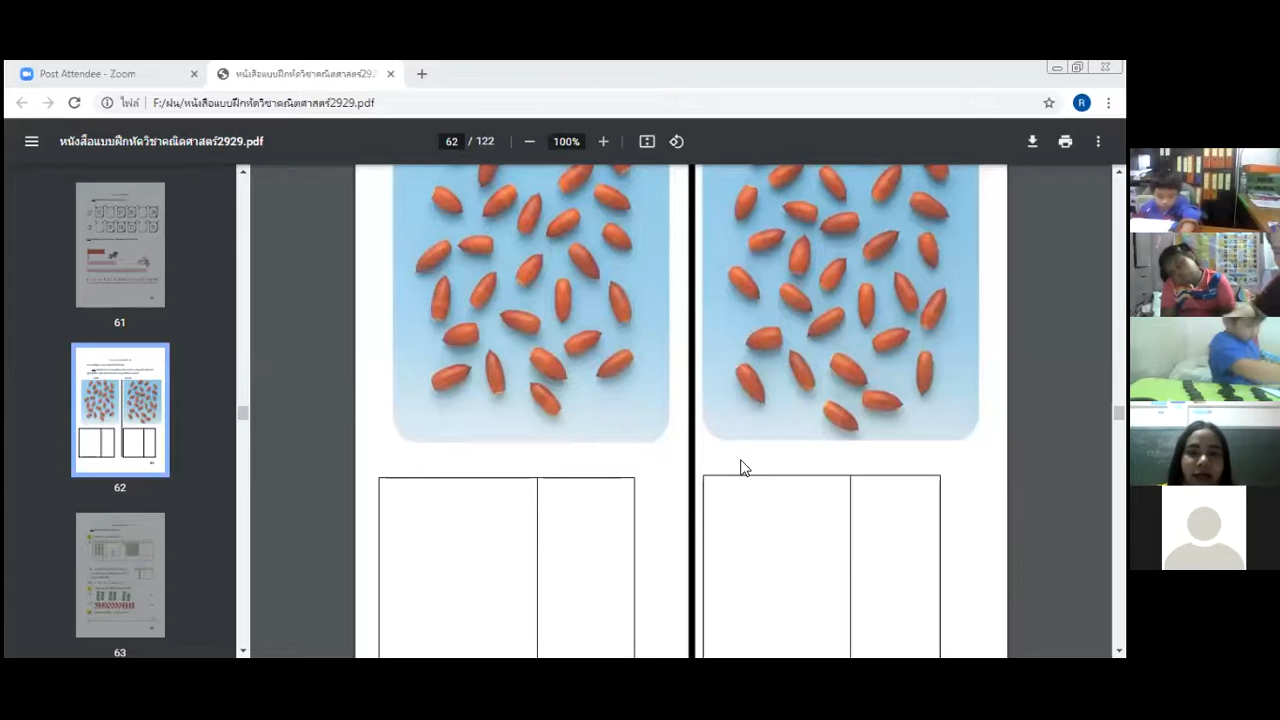 Post Attendee - Zoom
หนังสือแบบฝึกหัดวิชาคณิตศาสตร์29
ไฟล์ F:/ฝน/หนังสือแบบฝึกหัดวิชาคณิตศาสตร์2929.pdf
R
หนังสือแบบฝึกหัดวิชาคณิตศาสตร์2929.pdf
62 / 122
100%
61
62
63